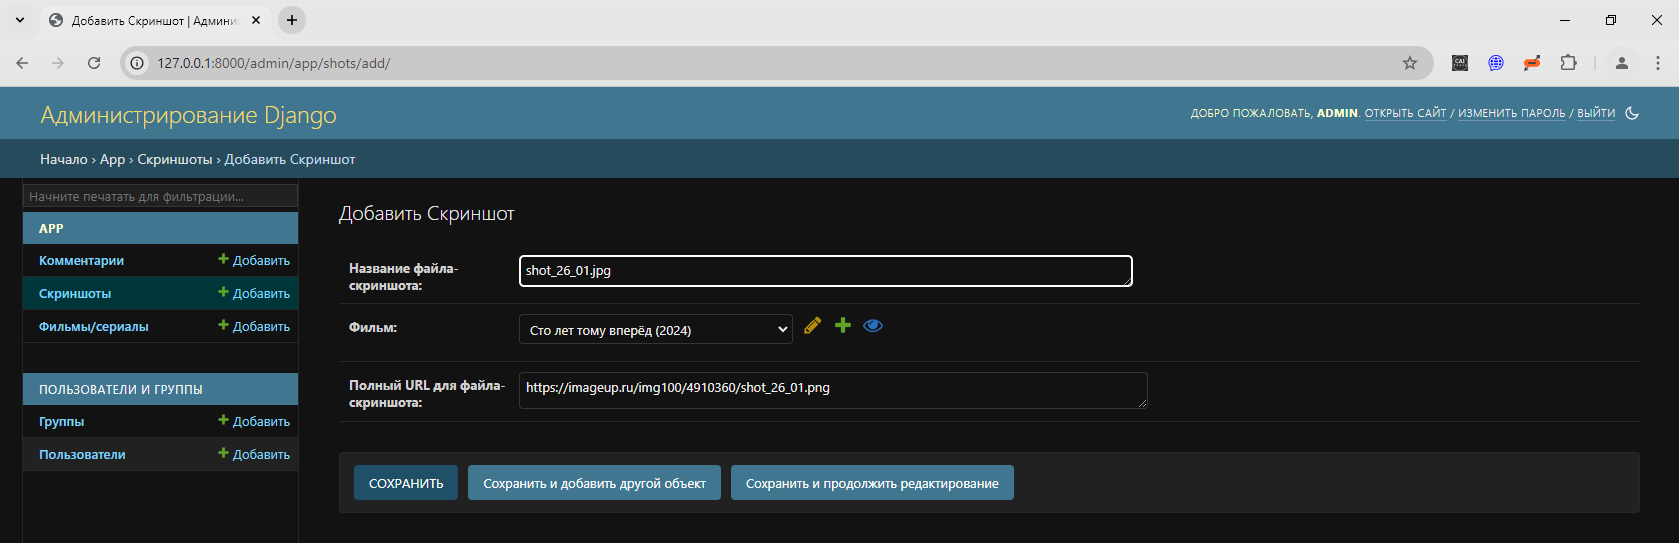 Добавить Скриншот | Админис
127.0.0.1:8000/admin/app/shots/add/
CAI
Администрирование Django
ДОБРО ПОЖАЛОВАТЬ, ADMIN. ОТКРЫТЬ САЙТ / ИЗМЕНИТЬ ПАРОЛЬ / ВЫЙТИ
Начало › App › Скриншоты › Добавить Скриншот
Начните печатать для фильтрации...
APP
Комментарии + Добавить
Скриншоты + Добавить
Фильмы/сериалы + Добавить
ПОЛЬЗОВАТЕЛИ И ГРУППЫ
Группы + Добавить
Пользователи + Добавить
Добавить Скриншот
Название файла-
скриншота:
shot_26_01.jpg
Фильм:
Сто лет тому вперёд (2024)
Полный URL для файла-
скриншота:
https://imageup.ru/img100/4910360/shot_26_01.png
СОХРАНИТЬ
Сохранить и добавить другой объект
Сохранить и продолжить редактирование